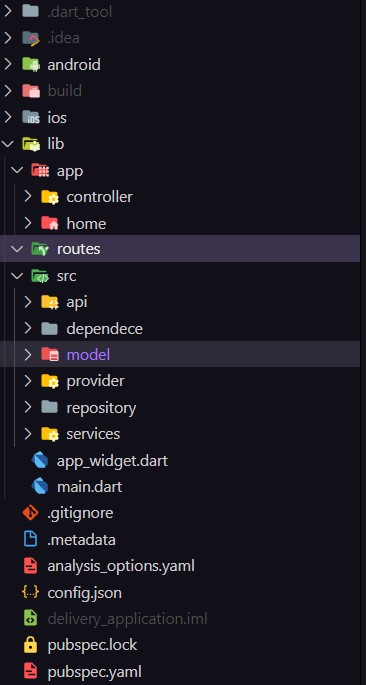 .dart_tool
.idea
android
build
ios
lib
app
controller
home
routes
src
api
dependece
model
provider
repository
services
app_widget.dart
main.dart
.gitignore
.metadata
analysis_options.yaml
config.json
delivery_application.iml
pubspec.lock
pubspec.yaml